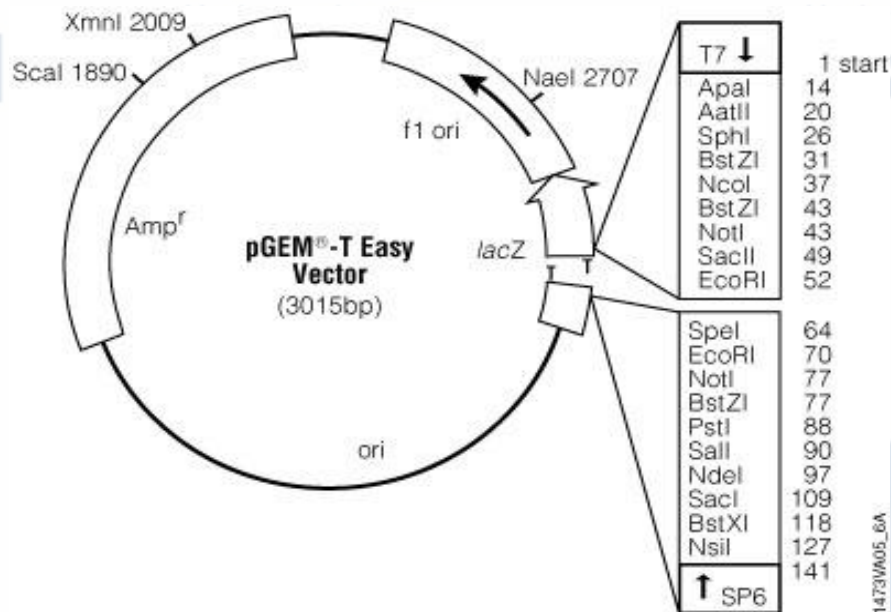 XmnI 2009
ScaI 1890
NaeI 2707
f1 ori
Ampʳ
pGEM®-T Easy
Vector
(3015bp)
lacZ
T T
ori
T7 ↓
1 start
ApaI 14
AatII 20
SphI 26
BstZI 31
NcoI 37
BstZI 43
NotI 43
SacII 49
EcoRI 52
SpeI 64
EcoRI 70
NotI 77
BstZI 77
PstI 88
SalI 90
NdeI 97
SacI 109
BstXI 118
NsiI 127
141
↑ SP6
1473VA05_6A